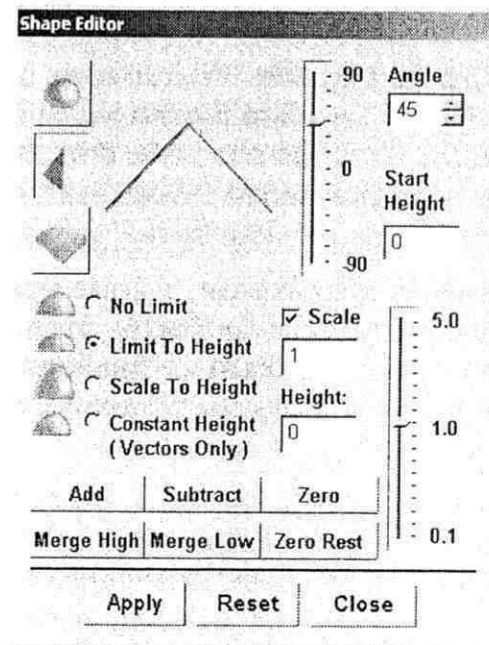 Shape Editor
90 Angle
45
0
Start
Height
0
-90
No Limit
Scale
5.0
Limit To Height
1
Scale To Height
Height:
Constant Height
(Vectors Only)
0
1.0
Add Subtract Zero
Merge High Merge Low Zero Rest
0.1
Apply Reset Close